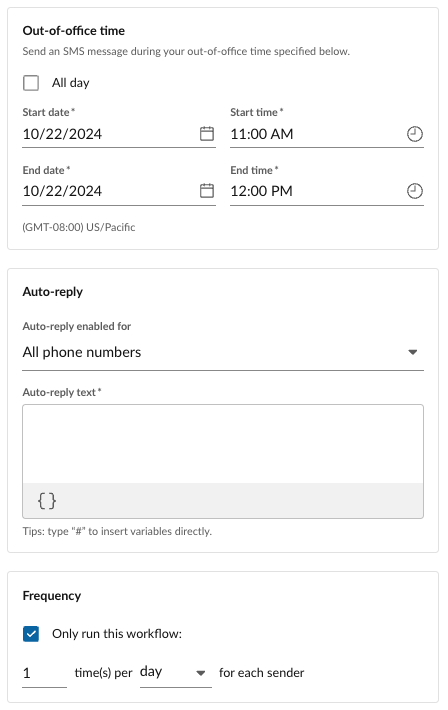 Out-of-office time
Send an SMS message during your out-of-office time specified below.
All day
Start date* Start time*
10/22/2024 11:00 AM
End date* End time*
10/22/2024 12:00 PM
(GMT-08:00) US/Pacific
Auto-reply
Auto-reply enabled for
All phone numbers
Auto-reply text*
{}
Tips: type “#” to insert variables directly.
Frequency
Only run this workflow:
1 time(s) per day for each sender